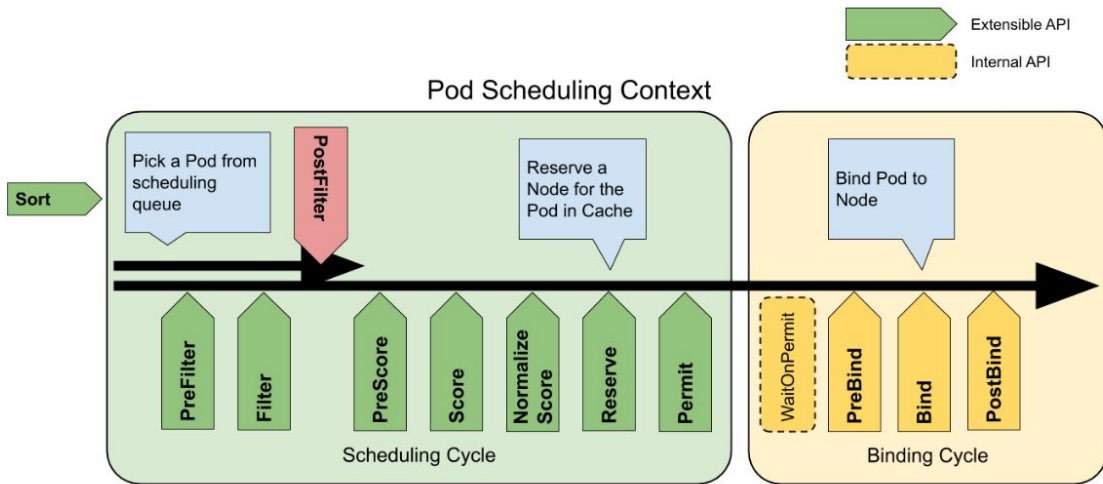 Extensible API
Internal API
Pod Scheduling Context
Pick a Pod from
scheduling
queue
PostFilter
Reserve a
Node for the
Pod in Cache
Bind Pod to
Node
Sort
PreFilter
Filter
PreScore
Score
Normalize
Score
Reserve
Permit
WaitOnPermit
PreBind
Bind
PostBind
Scheduling Cycle
Binding Cycle